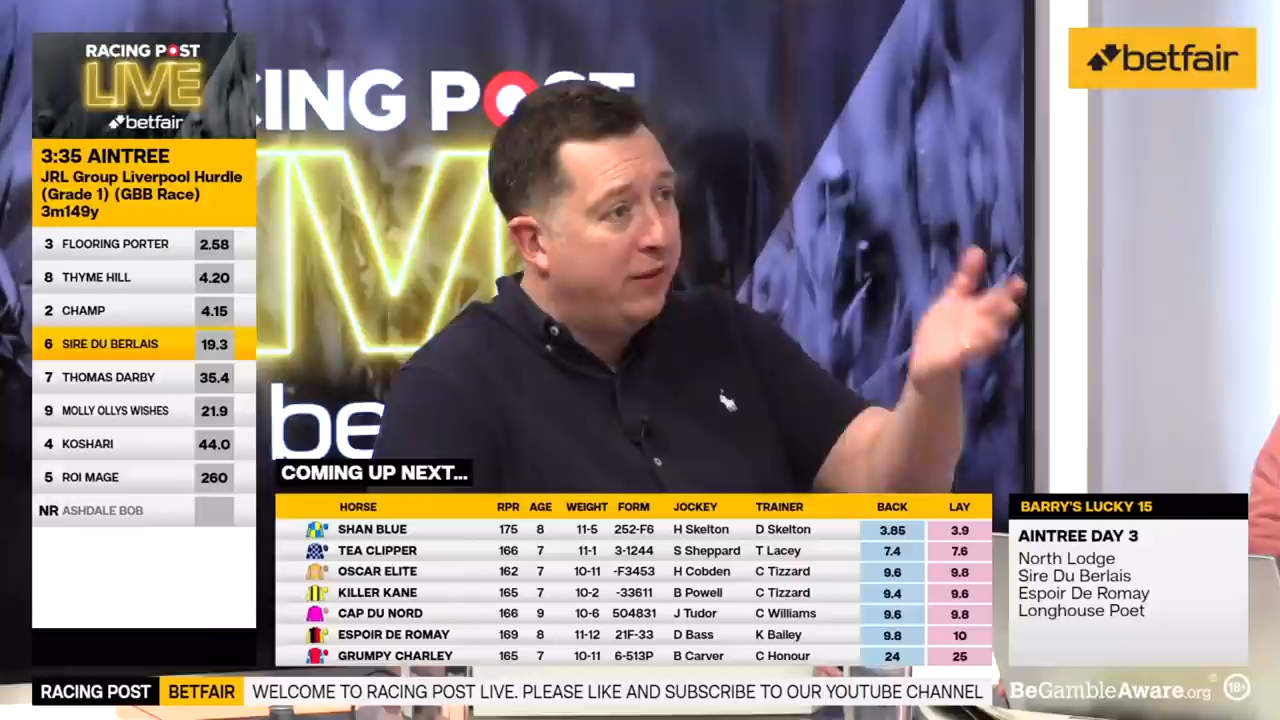 RACING POST
LIVE
betfair
ING POST
betfair
3:35 AINTREE
JRL Group Liverpool Hurdle
(Grade 1) (GBB Race)
3m149y
3 FLOORING PORTER 2.58
8 THYME HILL 4.20
2 CHAMP 4.15
6 SIRE DU BERLAIS 19.3
7 THOMAS DARBY 35.4
9 MOLLY OLLYS WISHES 21.9
4 KOSHARI 44.0
5 ROI MAGE 260
NR ASHDALE BOB
be
COMING UP NEXT...
HORSE RPR AGE WEIGHT FORM JOCKEY TRAINER BACK LAY
SHAN BLUE 175 8 11-5 252-F6 H Skelton D Skelton 3.85 3.9
TEA CLIPPER 166 7 11-1 3-1244 S Sheppard T Lacey 7.4 7.6
OSCAR ELITE 162 7 10-11 -F3453 H Cobden C Tizzard 9.6 9.8
KILLER KANE 165 7 10-2 -33611 B Powell C Tizzard 9.4 9.6
CAP DU NORD 166 9 10-6 504831 J Tudor C Williams 9.6 9.8
ESPOIR DE ROMAY 169 8 11-12 21F-33 D Bass K Bailey 9.8 10
GRUMPY CHARLEY 165 7 10-11 6-513P B Carver C Honour 24 25
BARRY'S LUCKY 15
AINTREE DAY 3
North Lodge
Sire Du Berlais
Espoir De Romay
Longhouse Poet
RACING POST BETFAIR WELCOME TO RACING POST LIVE. PLEASE LIKE AND SUBSCRIBE TO OUR YOUTUBE CHANNEL
BeGambleAware.org 18+